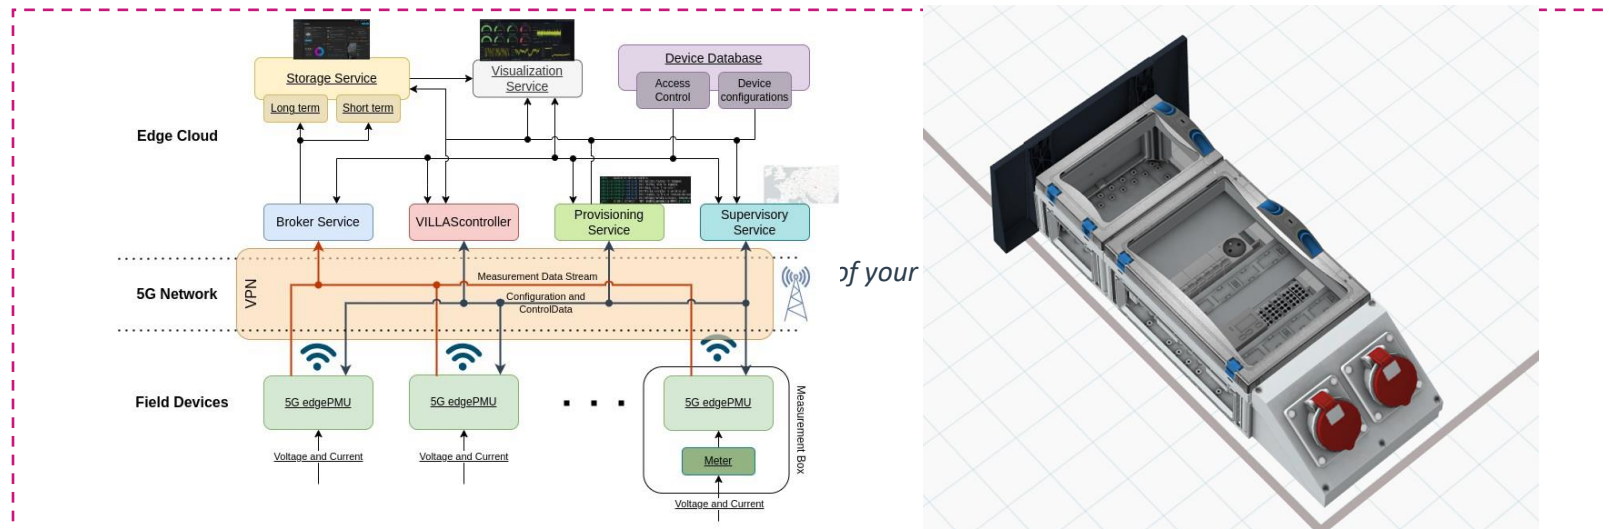 Storage Service
Long term
Short term
Visualization
Service
Device Database
Access
Control
Device
configurations
Edge Cloud
Broker Service
VILLAScontroller
Provisioning
Service
Supervisory
Service
5G Network
VPN
Measurement Data Stream
Configuration and
ControlData
of your
Field Devices
5G edgePMU
5G edgePMU
. . .
5G edgePMU
Meter
Measurement Box
Voltage and Current
Voltage and Current
Voltage and Current